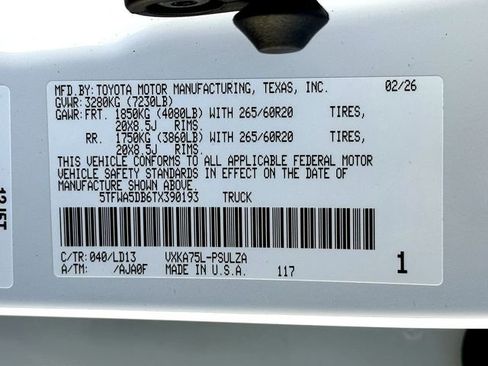 MFD.BY:TOYOTA MOTOR MANUFACTURING, TEXAS, INC. 02/26
GVWR:3280KG (7230LB)
GAWR:FRT. 1850KG (4080LB) WITH 265/60R20 TIRES,
20X8.5J RIMS.
RR. 1750KG (3860LB) WITH 265/60R20 TIRES,
20X8.5J RIMS.
THIS VEHICLE CONFORMS TO ALL APPLICABLE FEDERAL MOTOR
VEHICLE SAFETY STANDARDS IN EFFECT ON THE DATE OF
MANUFACTURE SHOWN ABOVE.
5TFWA5DB6TX390193 TRUCK
C/TR:040/LD13 VXKA75L-PSULZA
A/TM: /AJA0F MADE IN U.S.A. 117 1